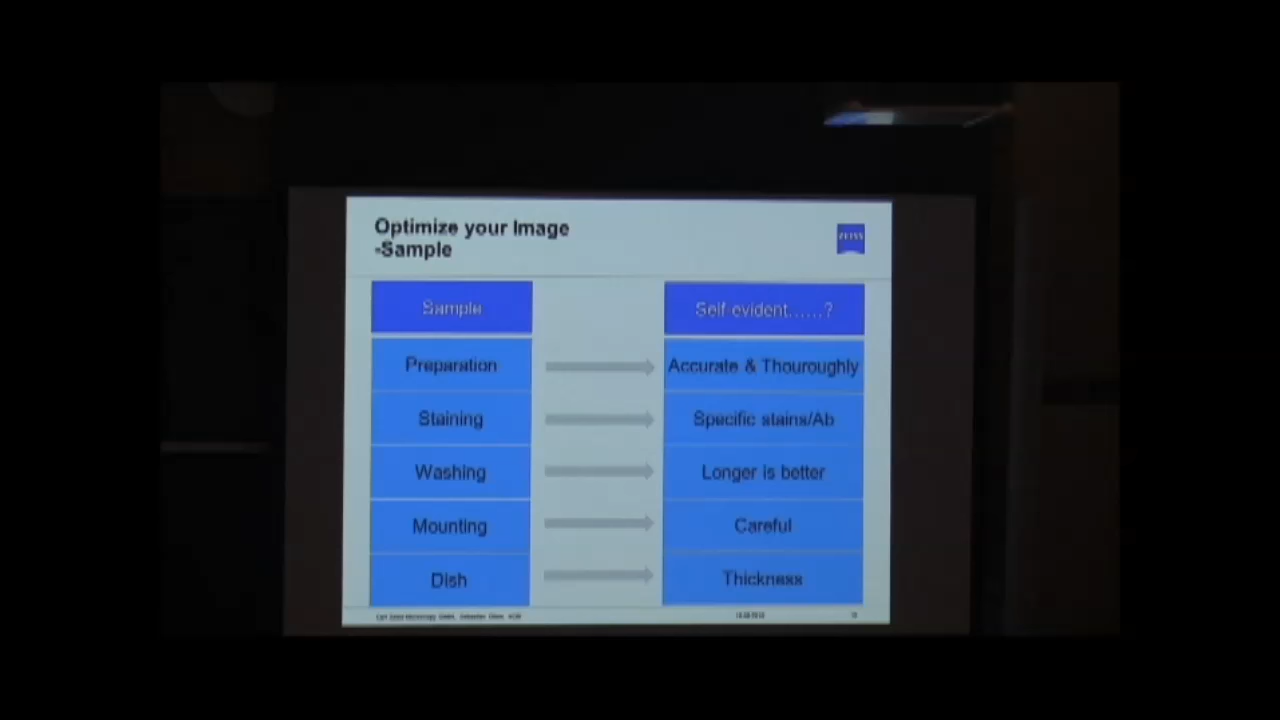 Optimize your Image
-Sample
ZEISS
Sample
Self evident......?
Preparation
Accurate & Thouroughly
Staining
Specific stains/Ab
Washing
Longer is better
Mounting
Careful
Dish
Thickness